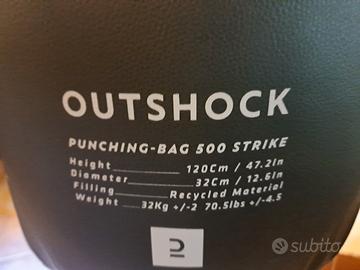 OUTSHOCK
PUNCHING-BAG 500 STRIKE
Height 120Cm / 47.2in
Diameter 32Cm / 12.6in
Filling Recycled Material
Weight 32Kg +/-2 70.5lbs +/-4.5
subito